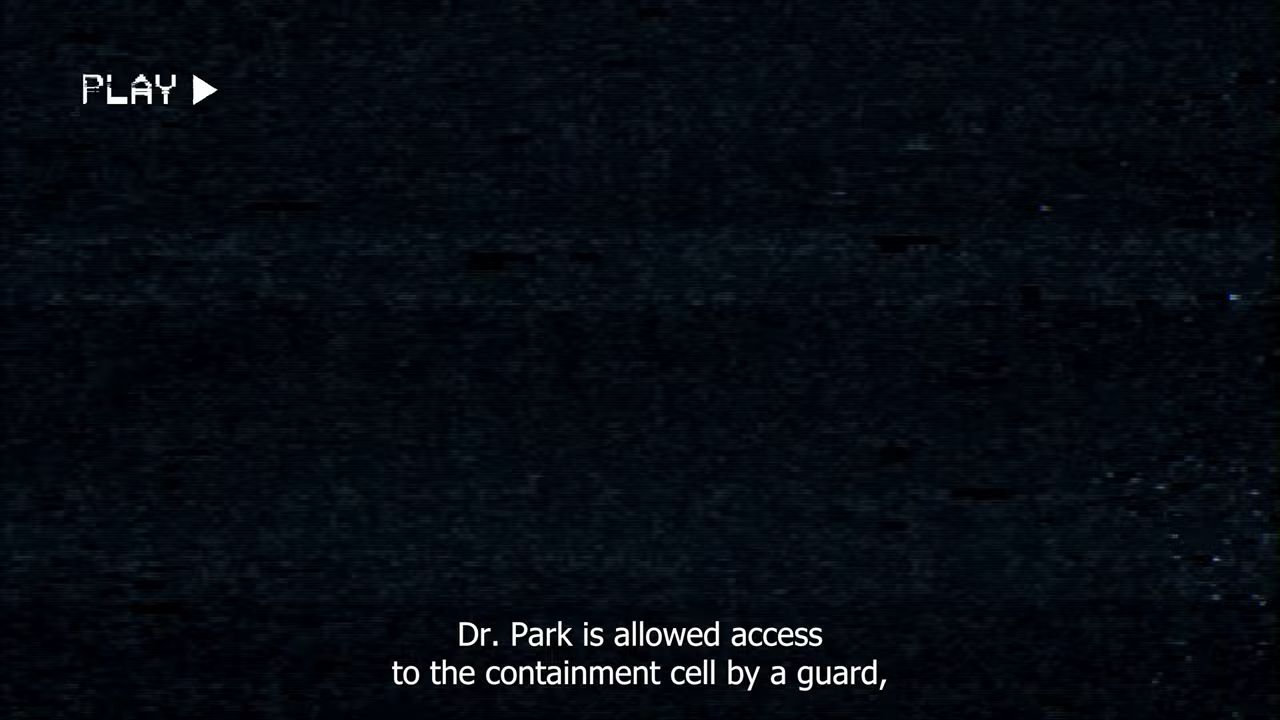 PLAY
Dr. Park is allowed access
to the containment cell by a guard,